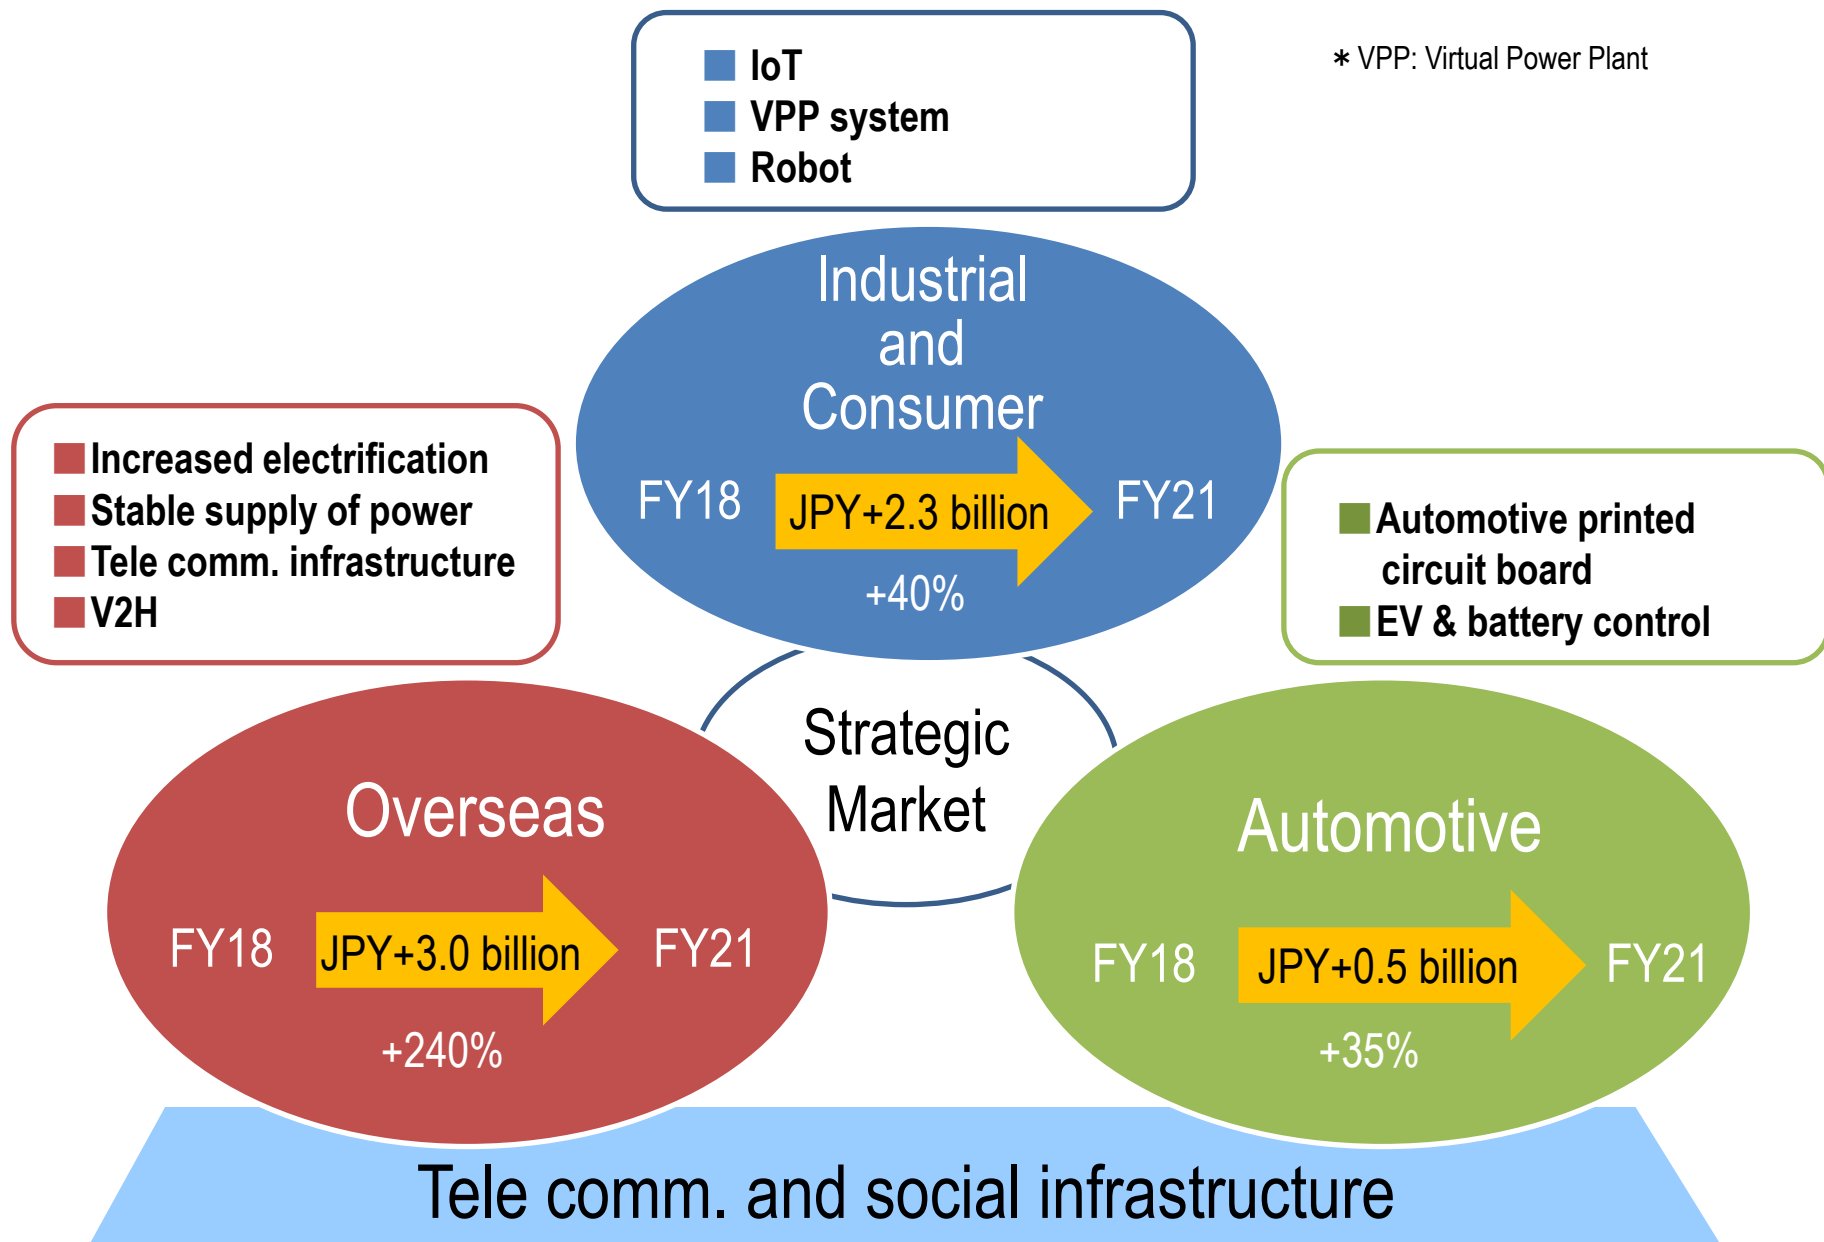 IoT
VPP system
Robot
* VPP: Virtual Power Plant
Industrial
and
Consumer
FY18
JPY+2.3 billion
FY21
+40%
Increased electrification
Stable supply of power
Tele comm. infrastructure
V2H
Automotive printed
circuit board
EV & battery control
Strategic
Market
Overseas
FY18
JPY+3.0 billion
FY21
+240%
Automotive
FY18
JPY+0.5 billion
FY21
+35%
Tele comm. and social infrastructure